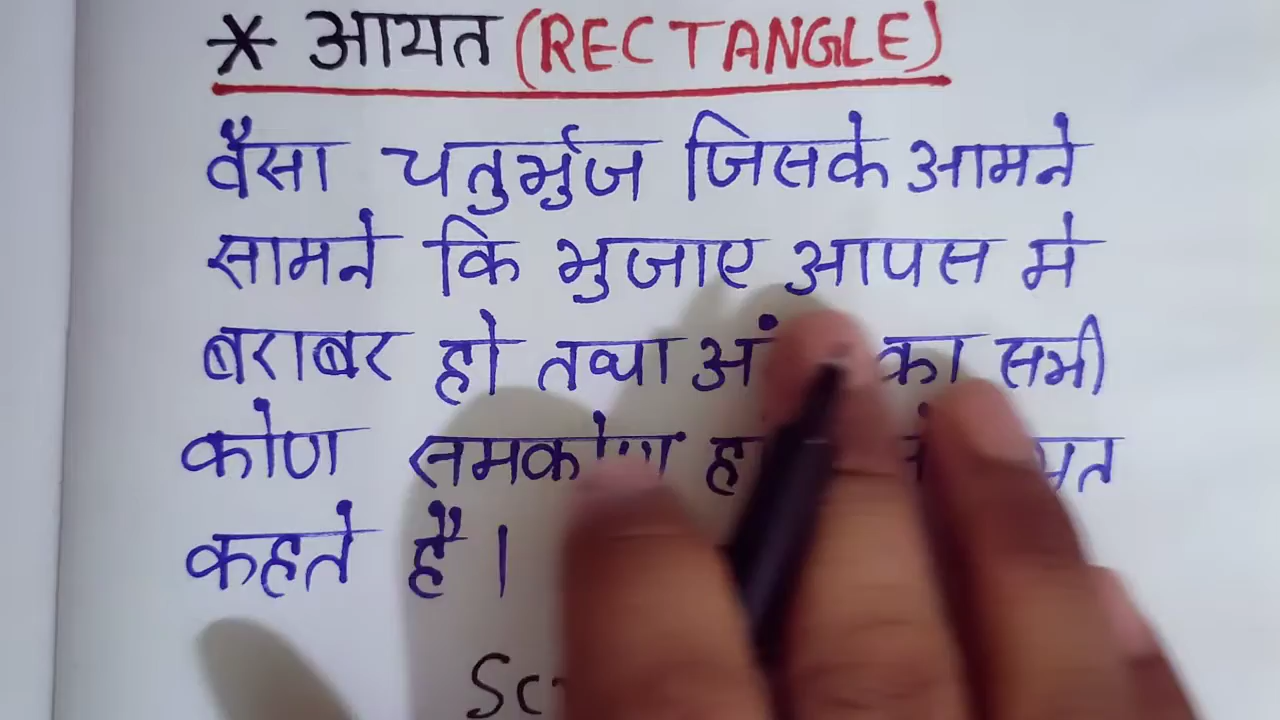 * आयत (RECTANGLE)
वैसा चतुर्भुज जिसके आमने
सामने कि भुजाए आपस मे
बराबर हो तथा का सभी
कोण समकोण
कहते है।